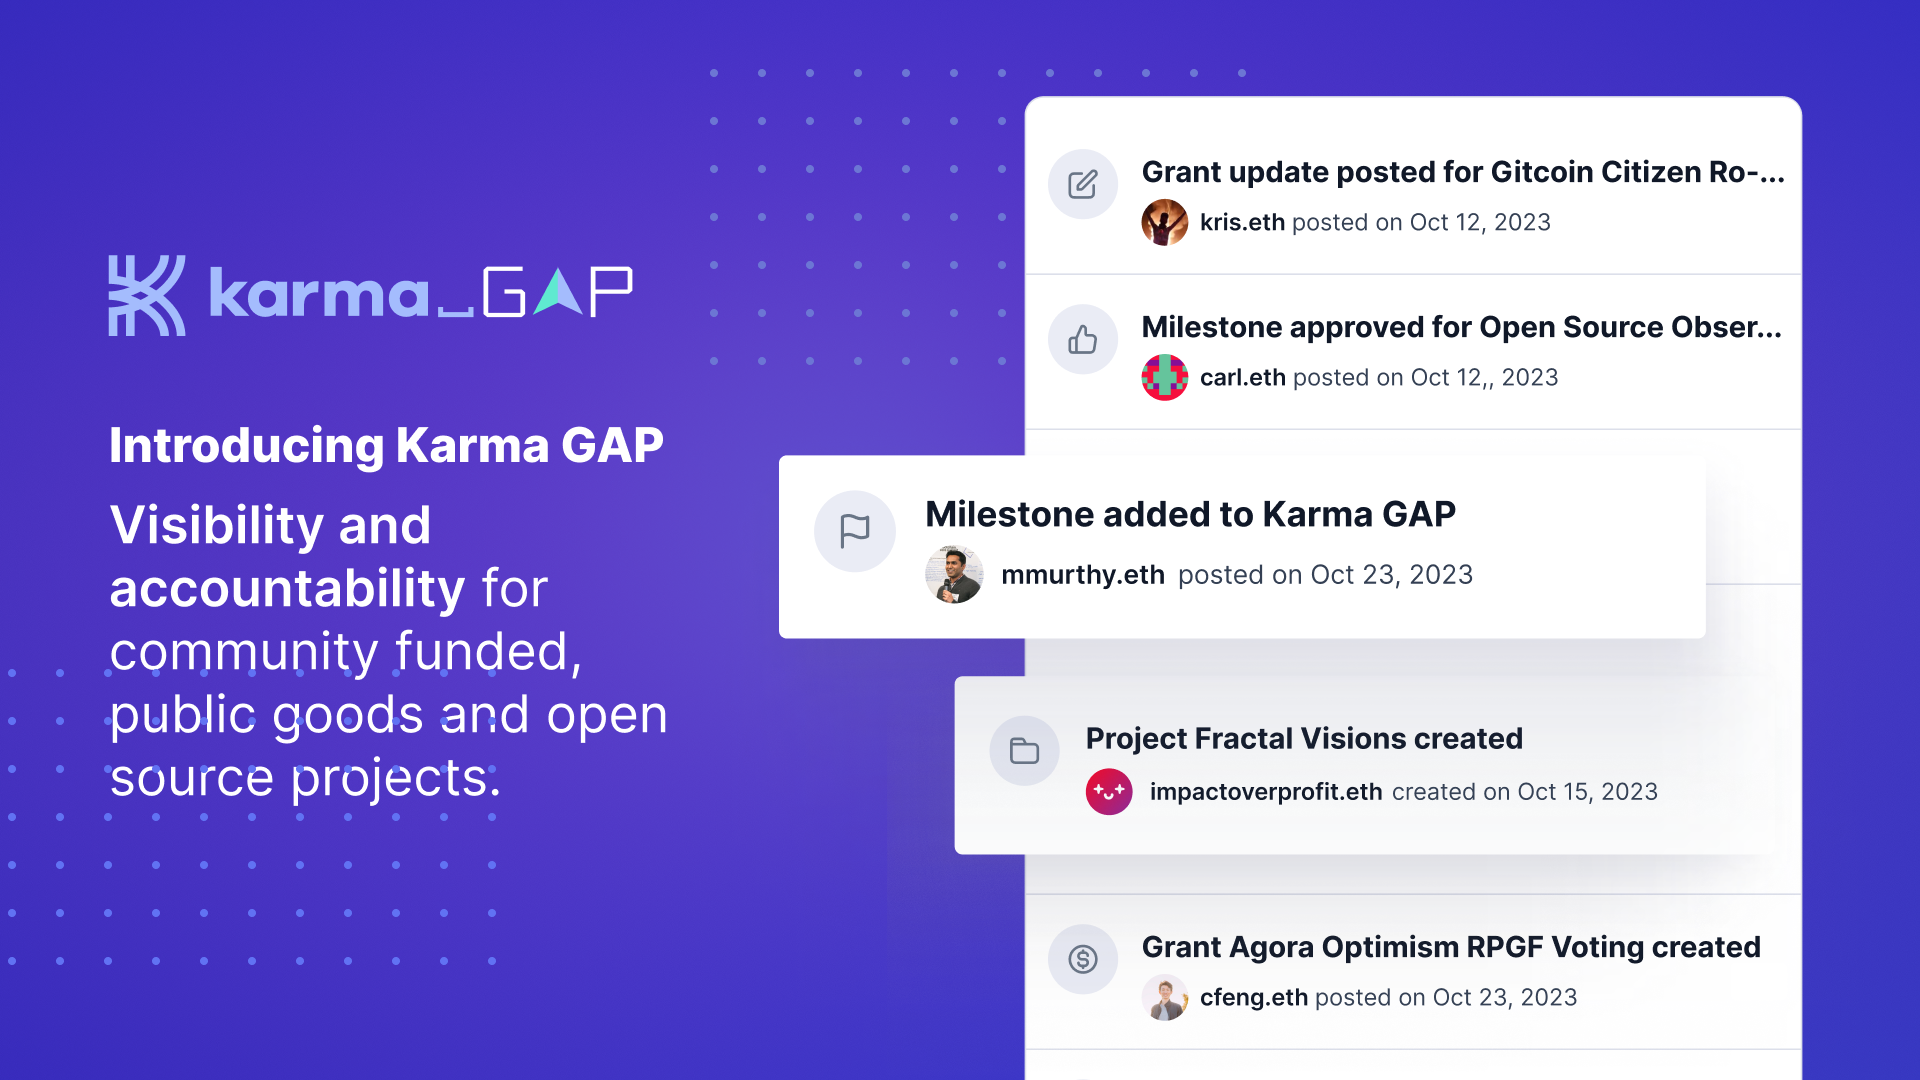 karma GAP
Introducing Karma GAP
Visibility and
accountability for
community funded,
public goods and open
source projects.
Grant update posted for Gitcoin Citizen Ro-...
kris.eth posted on Oct 12, 2023
Milestone approved for Open Source Obser...
carl.eth posted on Oct 12,, 2023
Milestone added to Karma GAP
mmurthy.eth posted on Oct 23, 2023
Project Fractal Visions created
impactoverprofit.eth created on Oct 15, 2023
Grant Agora Optimism RPGF Voting created
cfeng.eth posted on Oct 23, 2023